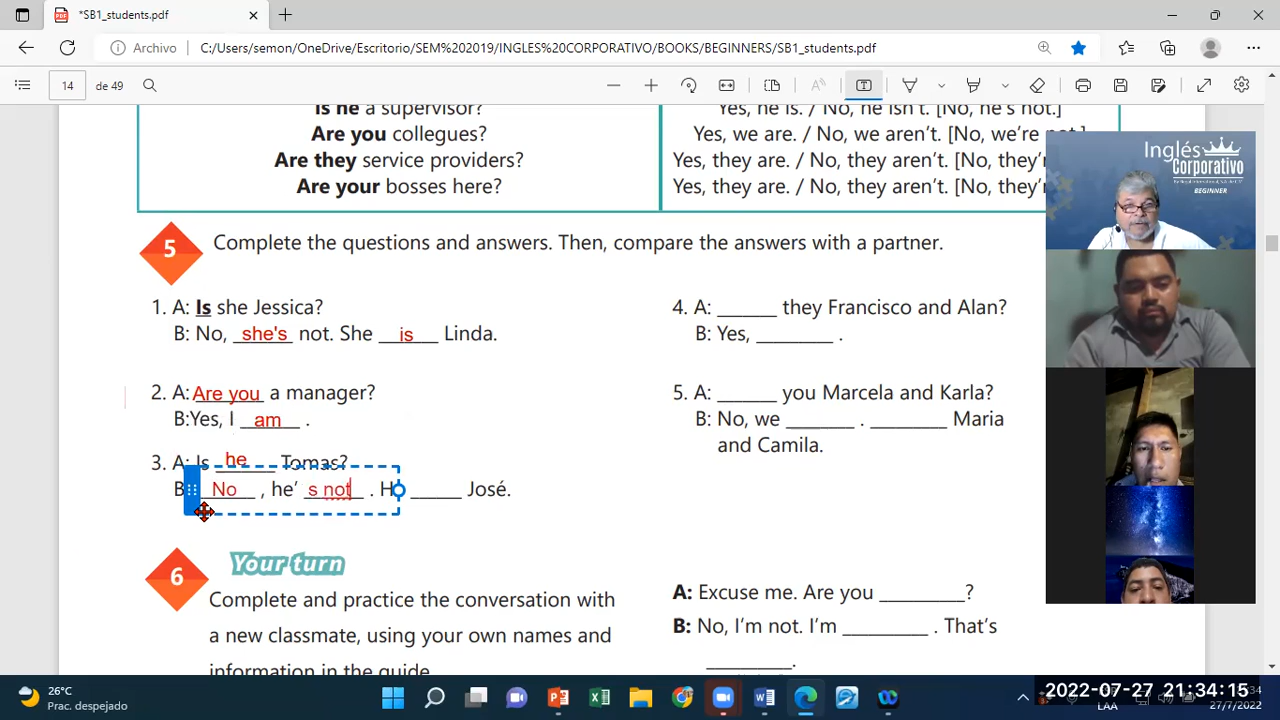 *SB1_students.pdf
Archivo
C:/Users/semon/OneDrive/Escritorio/SEM%202019/INGLES%20CORPORATIVO/BOOKS/BEGINNERS/SB1_students.pdf
14 de 49
Is he a supervisor?
Yes, he is. / No, he isn't. [No, he's not.]
Are you collegues?
Yes, we are. / No, we aren't. [No, we're not.]
Are they service providers?
Yes, they are. / No, they aren't. [No, they'r
Are your bosses here?
Yes, they are. / No, they aren't. [No, they'r
Inglés
Corporativo
BEGINNER
5 Complete the questions and answers. Then, compare the answers with a partner.
1. A: Is she Jessica?
B: No, she's not. She is Linda.
2. A: Are you a manager?
B:Yes, I am .
3. A: Is he Tomas?
B No , he' s not . H ______ José.
4. A: ______ they Francisco and Alan?
B: Yes, ________ .
5. A: ______ you Marcela and Karla?
B: No, we ________ . ________ Maria
and Camila.
6 Your turn
Complete and practice the conversation with
a new classmate, using your own names and
information in the guide.
A: Excuse me. Are you _________?
B: No, I'm not. I'm _________ . That's
_________.
26°C
Prac. despejado
LAA
2022-07-27 21:34:15
34
27/7/2022